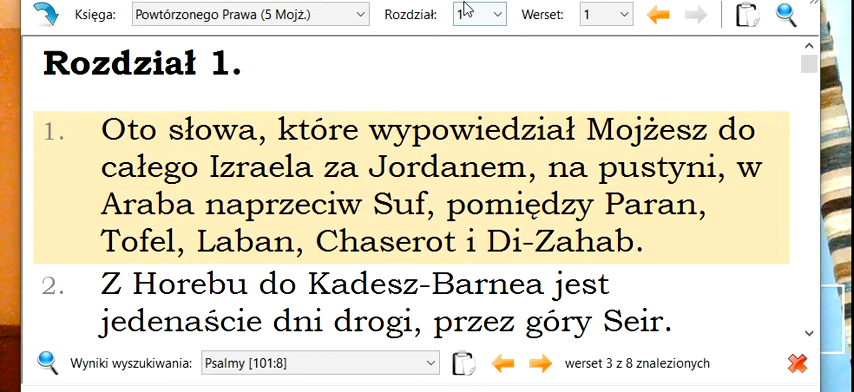 Księga: Powtórzonego Prawa (5 Mojż.) Rozdział: 1 Werset: 1
Rozdział 1.
1. Oto słowa, które wypowiedział Mojżesz do
całego Izraela za Jordanem, na pustyni, w
Araba naprzeciw Suf, pomiędzy Paran,
Tofel, Laban, Chaserot i Di-Zahab.
2. Z Horebu do Kadesz-Barnea jest
jedenaście dni drogi, przez góry Seir.
Wyniki wyszukiwania: Psalmy [101:8] werset 3 z 8 znalezionych